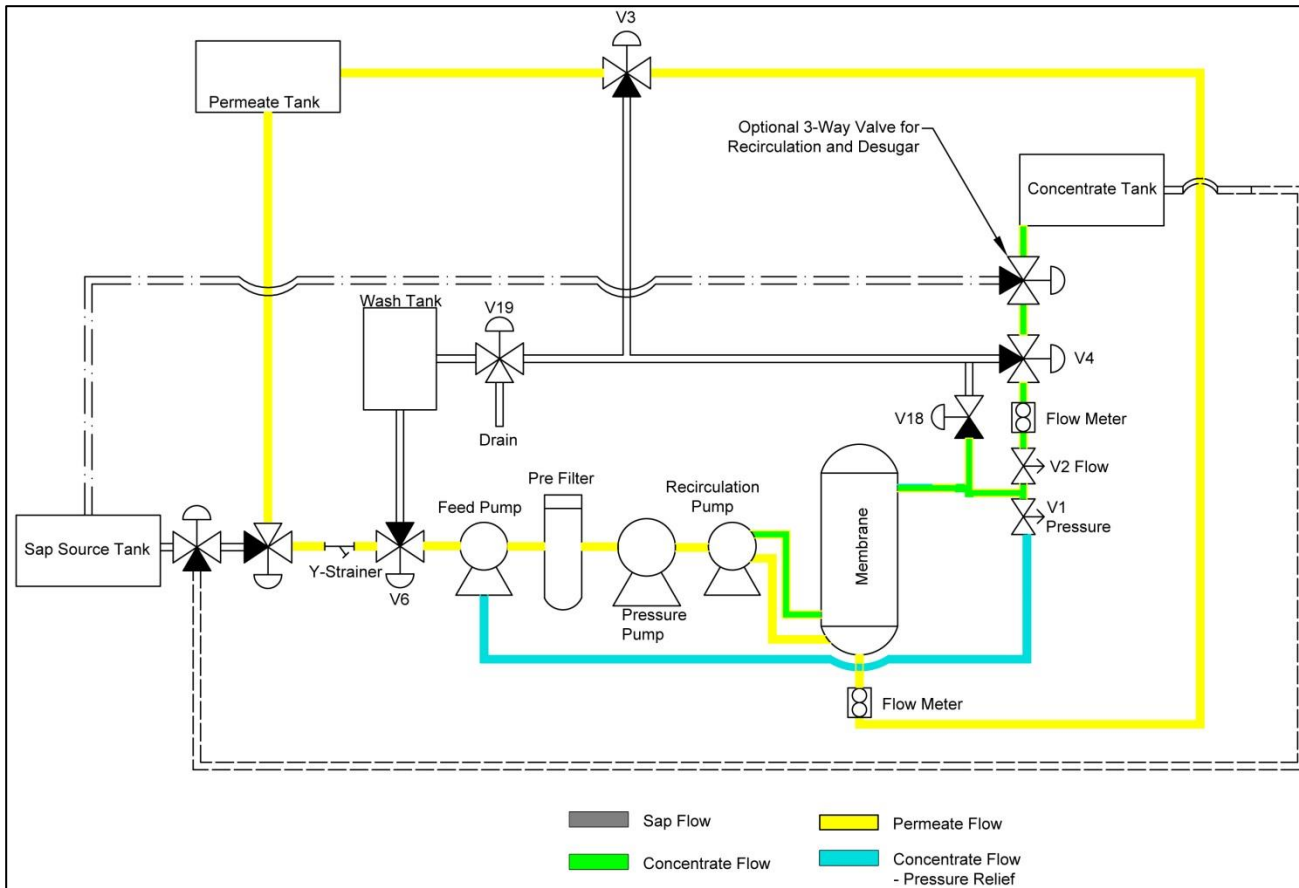 V3
Permeate Tank
Optional 3-Way Valve for
Recirculation and Desugar
Concentrate Tank
Wash Tank
V19
V4
Drain
V18
Flow Meter
V2 Flow
V1
Pressure
Pre Filter
Feed Pump
Recirculation
Pump
Membrane
Sap Source Tank
Y-Strainer
V6
Pressure
Pump
Flow Meter
Sap Flow
Permeate Flow
Concentrate Flow
Concentrate Flow
- Pressure Relief